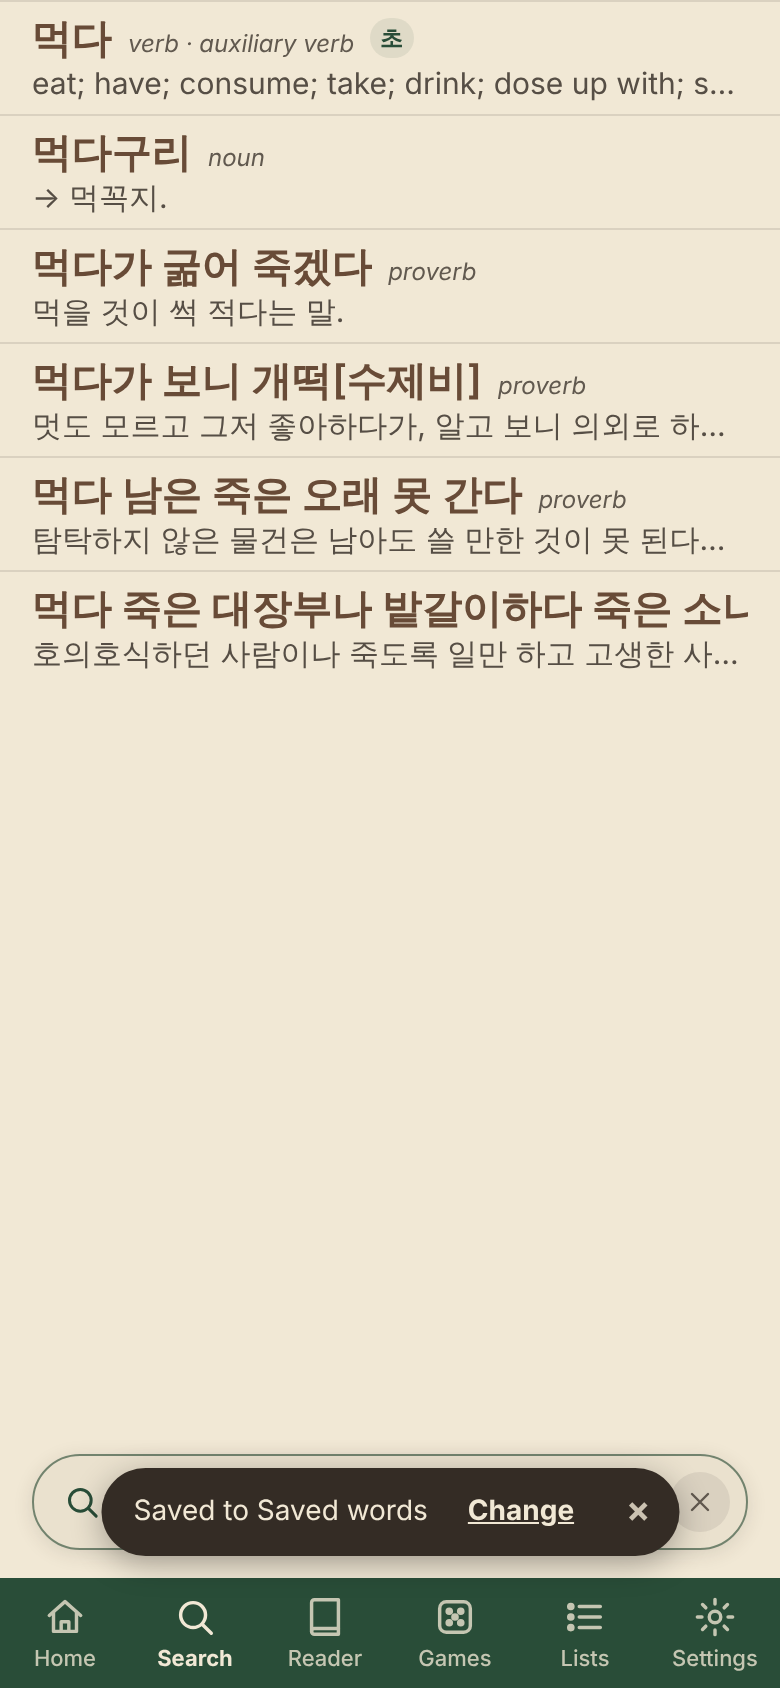 먹다 verb · auxiliary verb 초
eat; have; consume; take; drink; dose up with; s...
먹다구리 noun
→ 먹꼭지.
먹다가 굶어 죽겠다 proverb
먹을 것이 썩 적다는 말.
먹다가 보니 개떡[수제비] proverb
멋도 모르고 그저 좋아하다가, 알고 보니 의외로 하...
먹다 남은 죽은 오래 못 간다 proverb
탐탁하지 않은 물건은 남아도 쓸 만한 것이 못 된다...
먹다 죽은 대장부나 밭갈이하다 죽은 소
호의호식하던 사람이나 죽도록 일만 하고 고생한 사...
Saved to Saved words Change ×
Home Search Reader Games Lists Settings